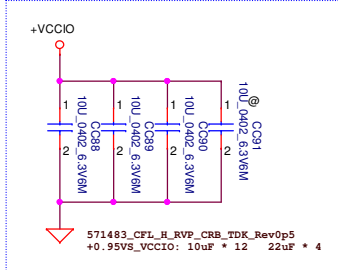 +VCCIO
1
2
10U_0402_6.3V6M
CC88
1
2
10U_0402_6.3V6M
CC89
1
2
10U_0402_6.3V6M
CC90
1
2
@
10U_0402_6.3V6M
CC91
571483_CFL_H_RVP_CRB_TDK_Rev0p5
+0.95VS_VCCIO: 10uF * 12 22uF * 4